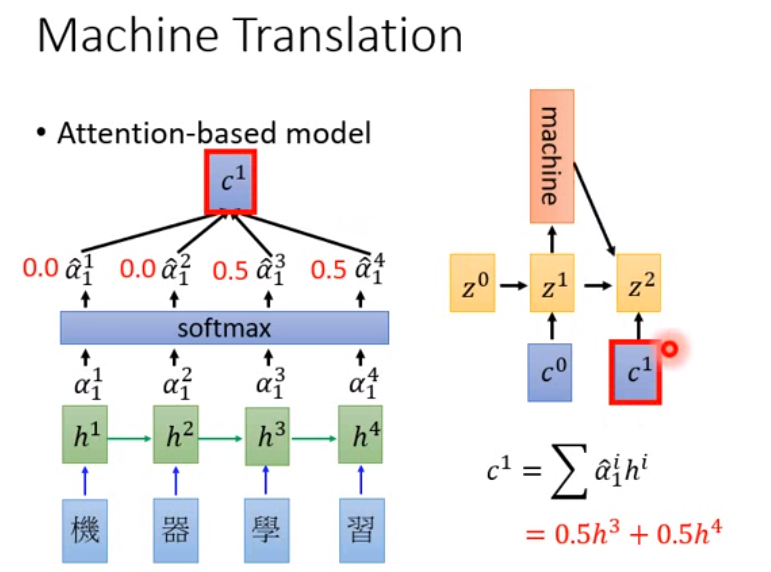 Machine Translation
• Attention-based model
c¹
0.0 α̂₁¹ 0.0 α̂₁² 0.5 α̂₁³ 0.5 α̂₁⁴
softmax
α₁¹ α₁² α₁³ α₁⁴
h¹ h² h³ h⁴
機 器 學 習
machine
z⁰ z¹ z²
c⁰ c¹
c¹ = ∑ α̂₁ⁱhⁱ
= 0.5h³ + 0.5h⁴